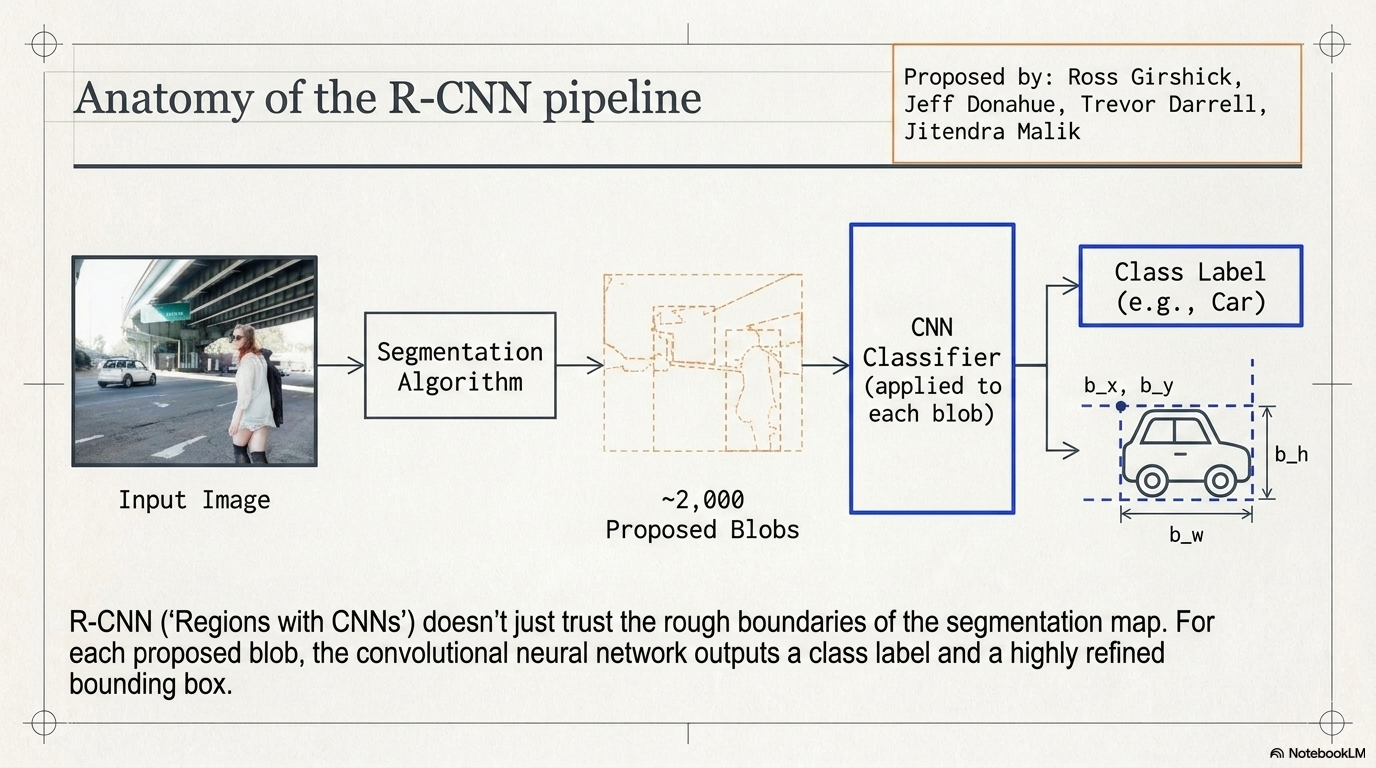 Anatomy of the R-CNN pipeline
Proposed by: Ross Girshick,
Jeff Donahue, Trevor Darrell,
Jitendra Malik
Input Image
Segmentation
Algorithm
~2,000
Proposed Blobs
CNN
Classifier
(applied to
each blob)
Class Label
(e.g., Car)
b_x, b_y
b_h
b_w
R-CNN (‘Regions with CNNs’) doesn’t just trust the rough boundaries of the segmentation map. For
each proposed blob, the convolutional neural network outputs a class label and a highly refined
bounding box.
NotebookLM